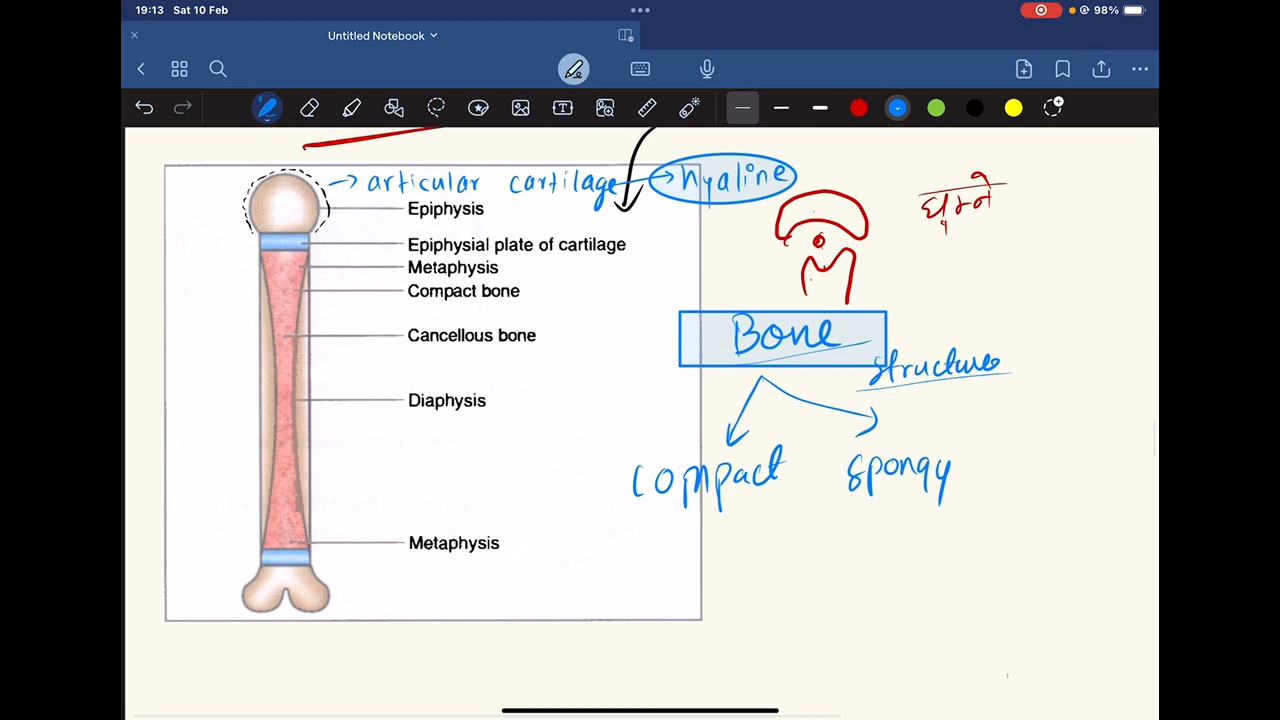 19:13 Sat 10 Feb
98%
Untitled Notebook
→ articular cartilage → hyaline
Epiphysis
Epiphysial plate of cartilage
Metaphysis
Compact bone
Cancellous bone
Diaphysis
Metaphysis
Bone
structure
compact
spongy